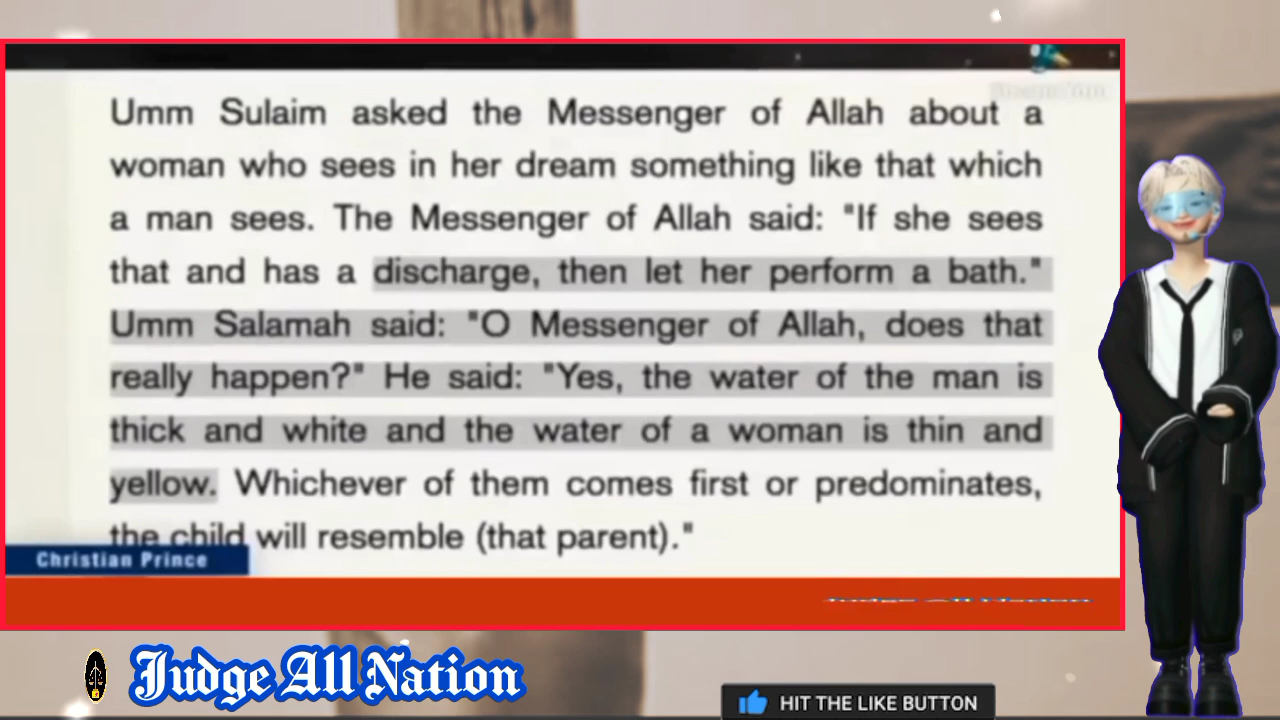 Umm Sulaim asked the Messenger of Allah about a
woman who sees in her dream something like that which
a man sees. The Messenger of Allah said: "If she sees
that and has a discharge, then let her perform a bath."
Umm Salamah said: "O Messenger of Allah, does that
really happen?" He said: "Yes, the water of the man is
thick and white and the water of a woman is thin and
yellow. Whichever of them comes first or predominates,
the child will resemble (that parent)."
Christian Prince
Judge All Nation
HIT THE LIKE BUTTON